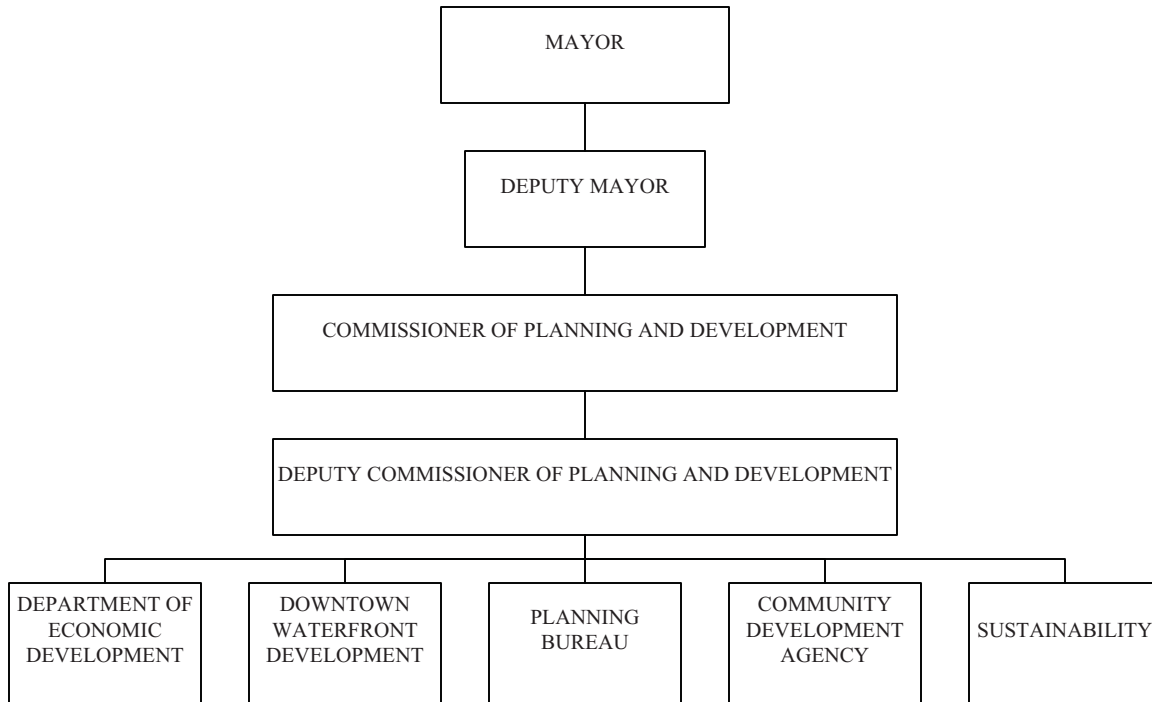 MAYOR
DEPUTY MAYOR
COMMISSIONER OF PLANNING AND DEVELOPMENT
DEPUTY COMMISSIONER OF PLANNING AND DEVELOPMENT
DEPARTMENT OF
ECONOMIC
DEVELOPMENT
DOWNTOWN
WATERFRONT
DEVELOPMENT
PLANNING
BUREAU
COMMUNITY
DEVELOPMENT
AGENCY
SUSTAINABILITY